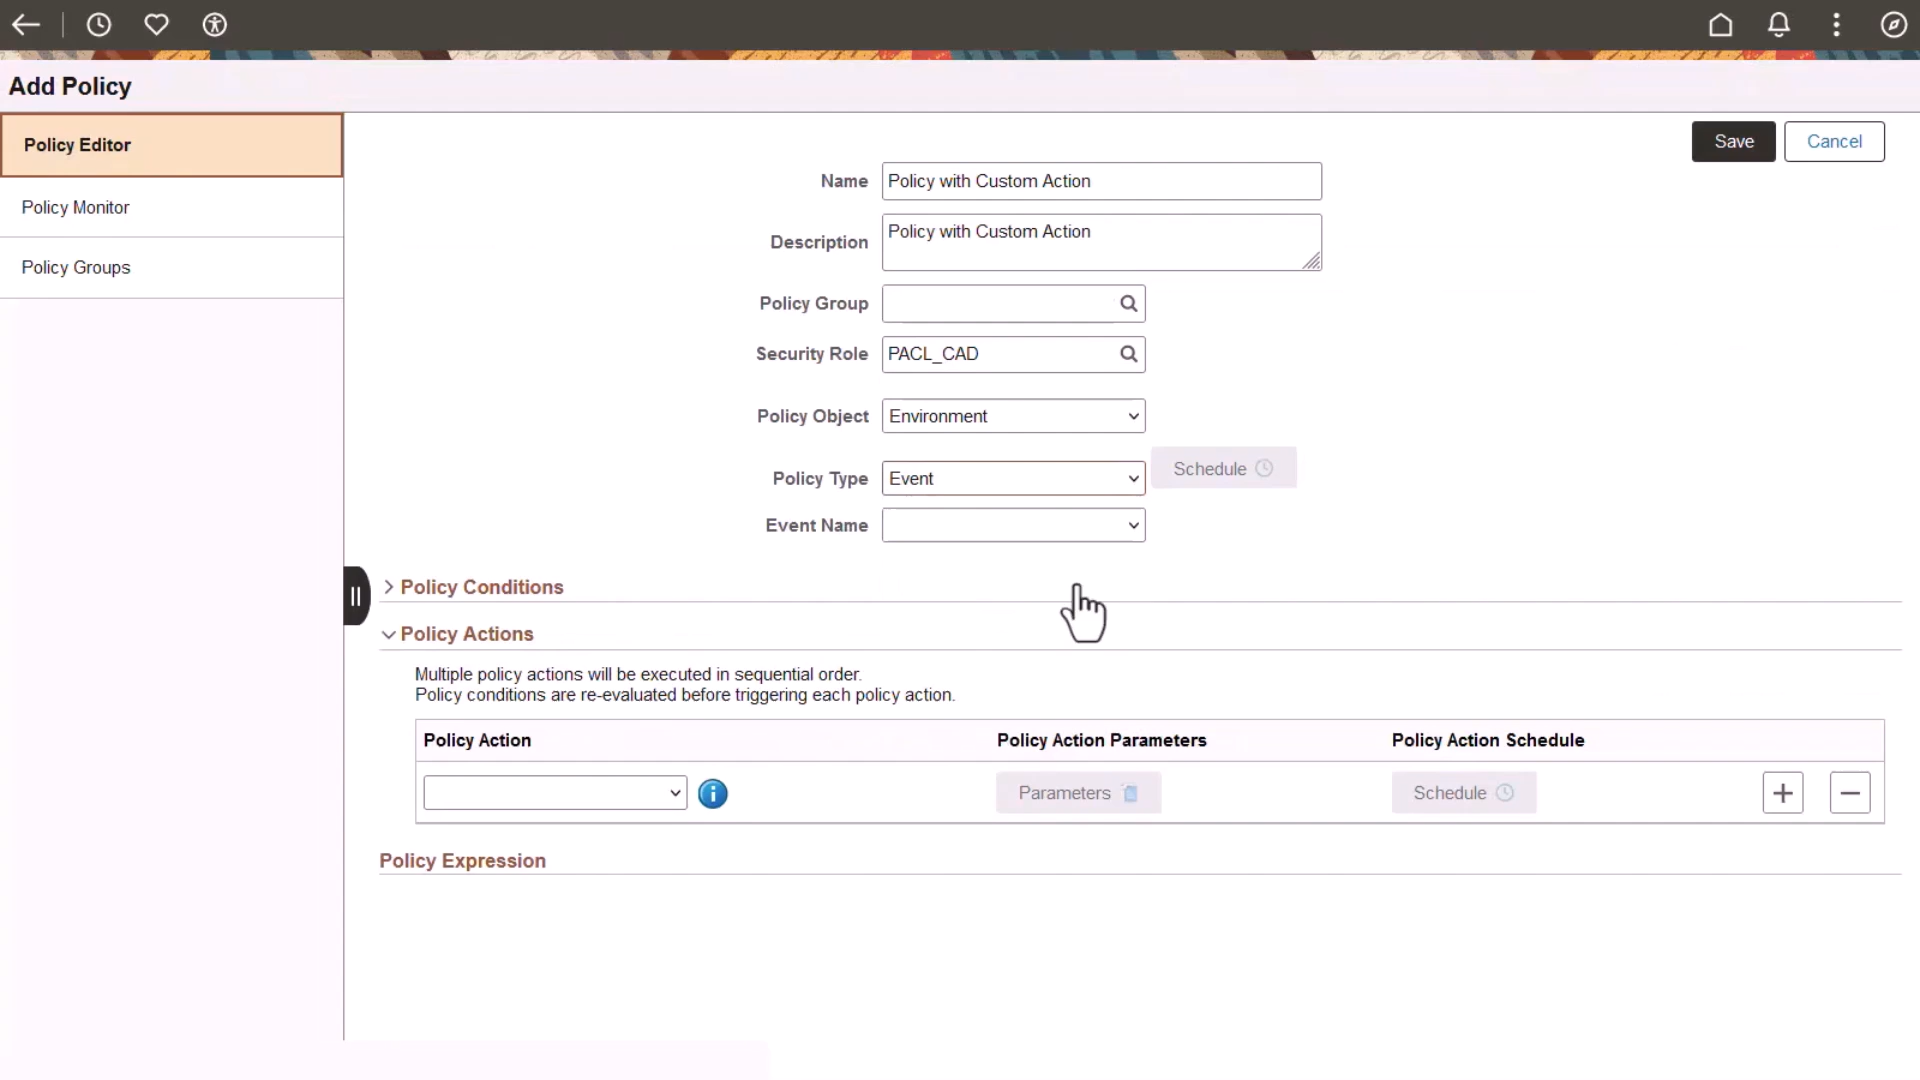 Add Policy
Policy Editor
Policy Monitor
Policy Groups
Save
Cancel
Name
Policy with Custom Action
Description
Policy with Custom Action
Policy Group
Security Role
PACL_CAD
Policy Object
Environment
Policy Type
Event
Schedule
Event Name
Policy Conditions
Policy Actions
Multiple policy actions will be executed in sequential order.
Policy conditions are re-evaluated before triggering each policy action.
Policy Action
Policy Action Parameters
Policy Action Schedule
Parameters
Schedule
Policy Expression